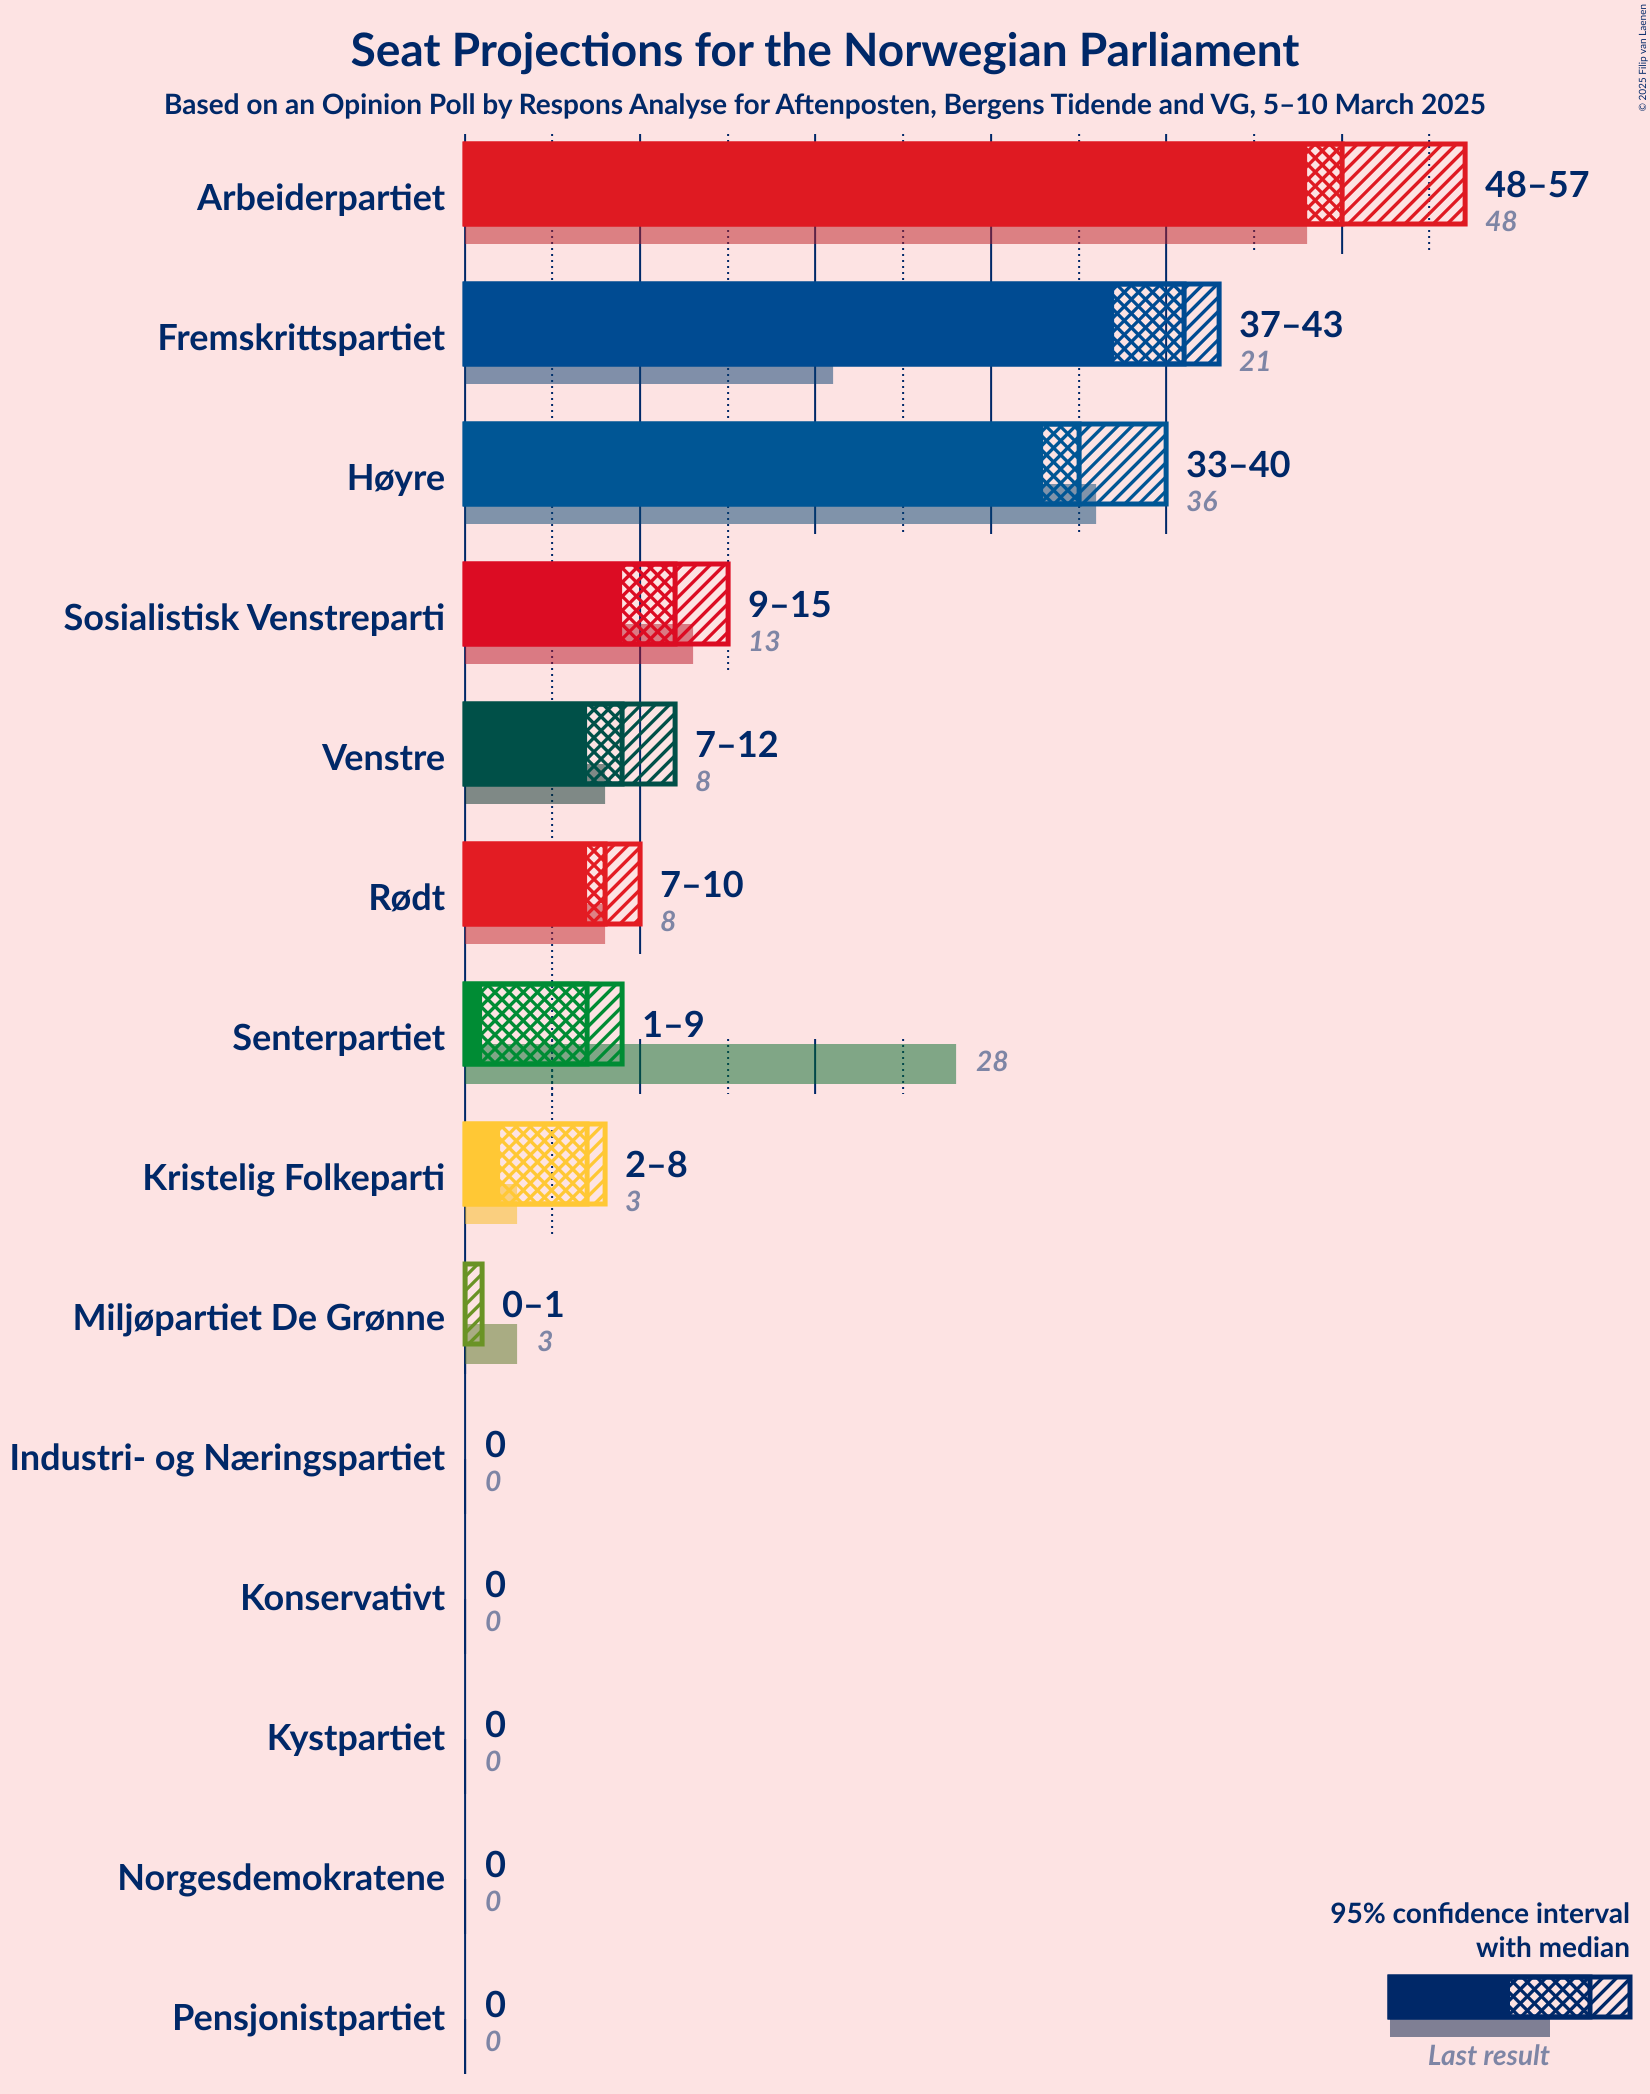 Seat Projections for the Norwegian Parliament
Based on an Opinion Poll by Respons Analyse for Aftenposten, Bergens Tidende and VG, 5–10 March 2025
© 2025 Filip van Laenen
Arbeiderpartiet
48–57
48
Fremskrittspartiet
37–43
21
Høyre
33–40
36
Sosialistisk Venstreparti
9–15
13
Venstre
7–12
8
Rødt
7–10
8
Senterpartiet
1–9
28
Kristelig Folkeparti
2–8
3
Miljøpartiet De Grønne
0–1
3
Industri- og Næringspartiet
0
0
Konservativt
0
0
Kystpartiet
0
0
Norgesdemokratene
0
0
Pensjonistpartiet
0
0
95% confidence interval
with median
Last result